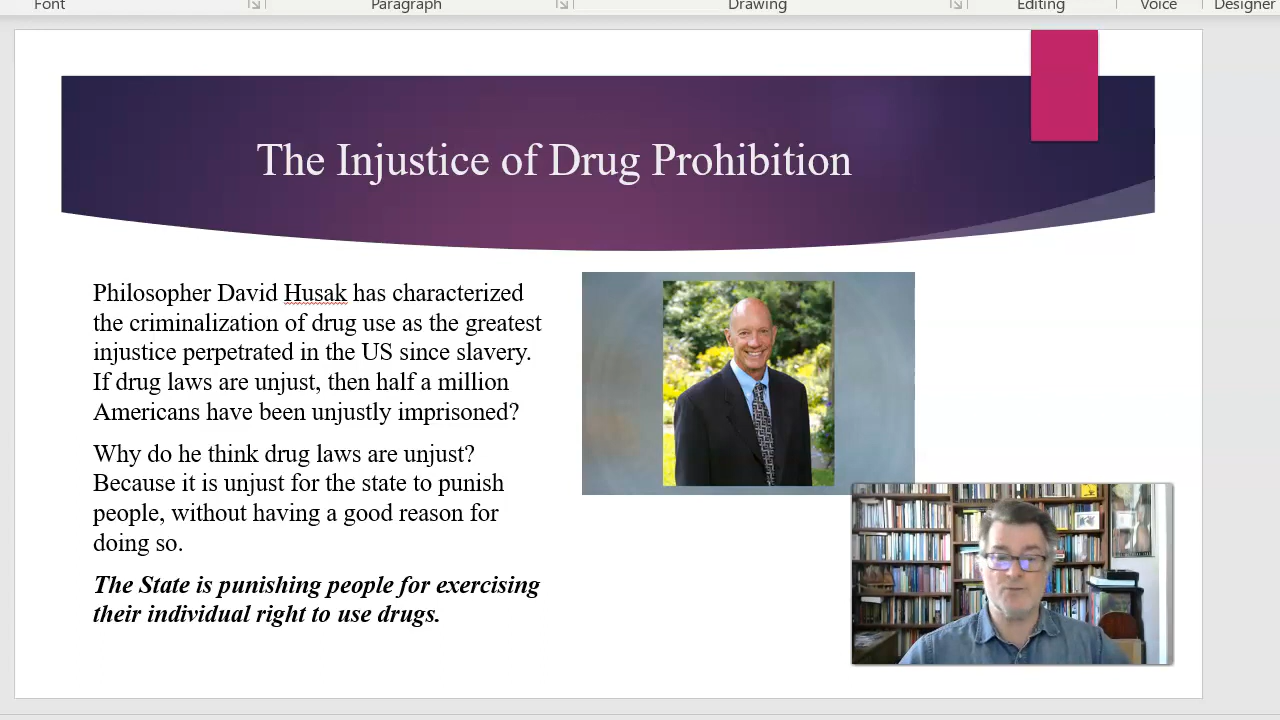 Font Paragraph Drawing Editing Voice Designer
The Injustice of Drug Prohibition
Philosopher David Husak has characterized
the criminalization of drug use as the greatest
injustice perpetrated in the US since slavery.
If drug laws are unjust, then half a million
Americans have been unjustly imprisoned?
Why do he think drug laws are unjust?
Because it is unjust for the state to punish
people, without having a good reason for
doing so.
The State is punishing people for exercising
their individual right to use drugs.